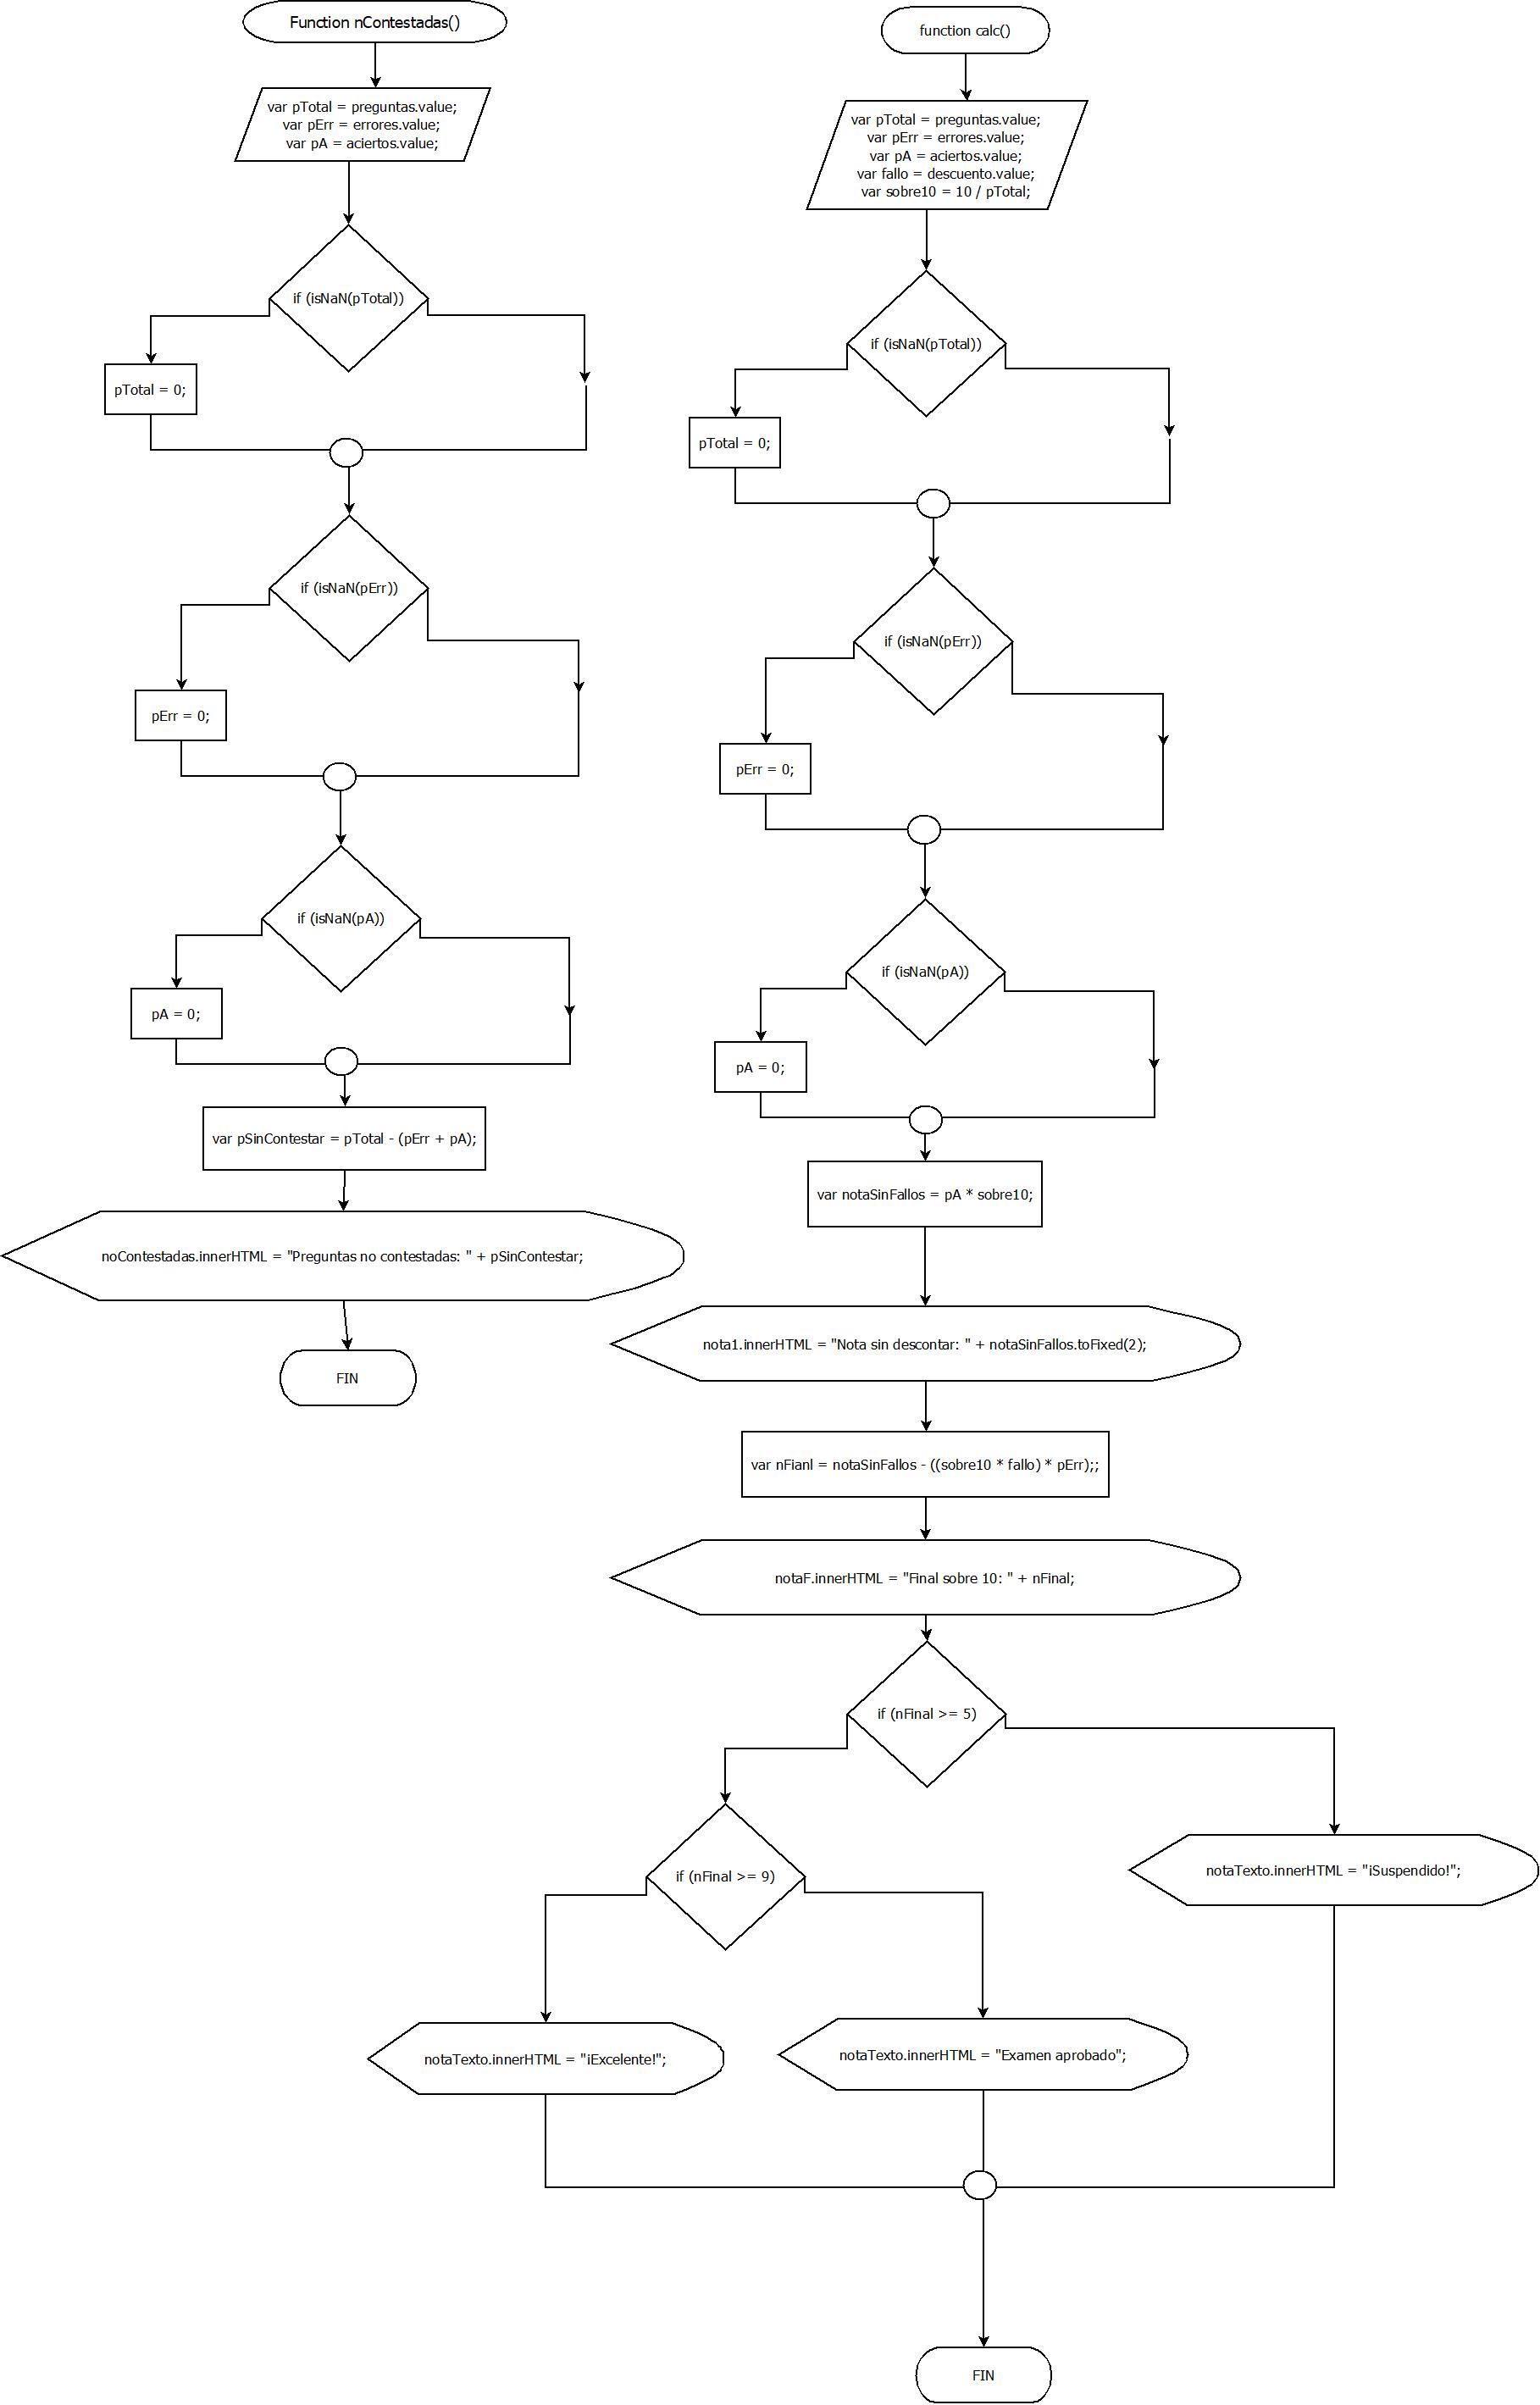 Function nContestadas()
var pTotal = preguntas.value;
var pErr = errores.value;
var pA = aciertos.value;
if (isNaN(pTotal))
pTotal = 0;
if (isNaN(pErr))
pErr = 0;
if (isNaN(pA))
pA = 0;
var pSinContestar = pTotal - (pErr + pA);
noContestadas.innerHTML = "Preguntas no contestadas: " + pSinContestar;
FIN
function calc()
var pTotal = preguntas.value;
var pErr = errores.value;
var pA = aciertos.value;
var fallo = descuento.value;
var sobre10 = 10 / pTotal;
if (isNaN(pTotal))
pTotal = 0;
if (isNaN(pErr))
pErr = 0;
if (isNaN(pA))
pA = 0;
var notaSinFallos = pA * sobre10;
nota1.innerHTML = "Nota sin descontar: " + notaSinFallos.toFixed(2);
var nFianl = notaSinFallos - ((sobre10 * fallo) * pErr);;
notaF.innerHTML = "Final sobre 10: " + nFinal;
if (nFinal >= 5)
if (nFinal >= 9)
notaTexto.innerHTML = "¡Suspendido!";
notaTexto.innerHTML = "¡Excelente!";
notaTexto.innerHTML = "Examen aprobado";
FIN